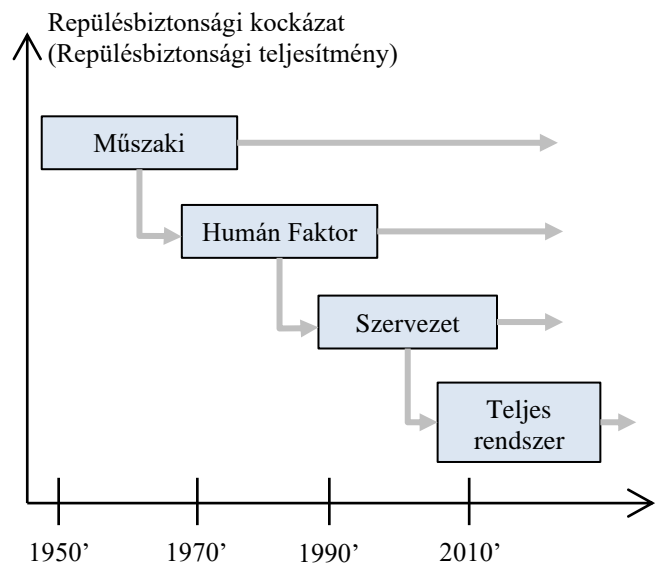 Repülésbiztonsági kockázat
(Repülésbiztonsági teljesítmény)
Műszaki
Humán Faktor
Szervezet
Teljes
rendszer
1950’ 1970’ 1990’ 2010’